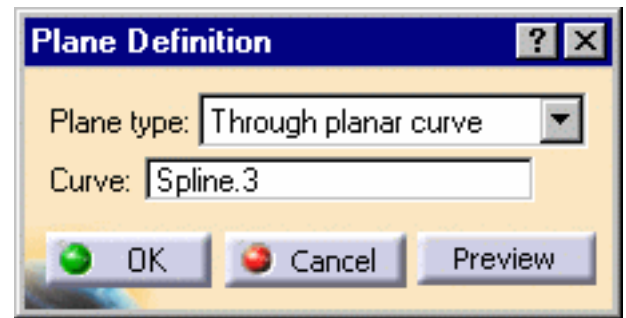 Plane Definition ? X
Plane type: Through planar curve
Curve: Spline.3
OK Cancel Preview